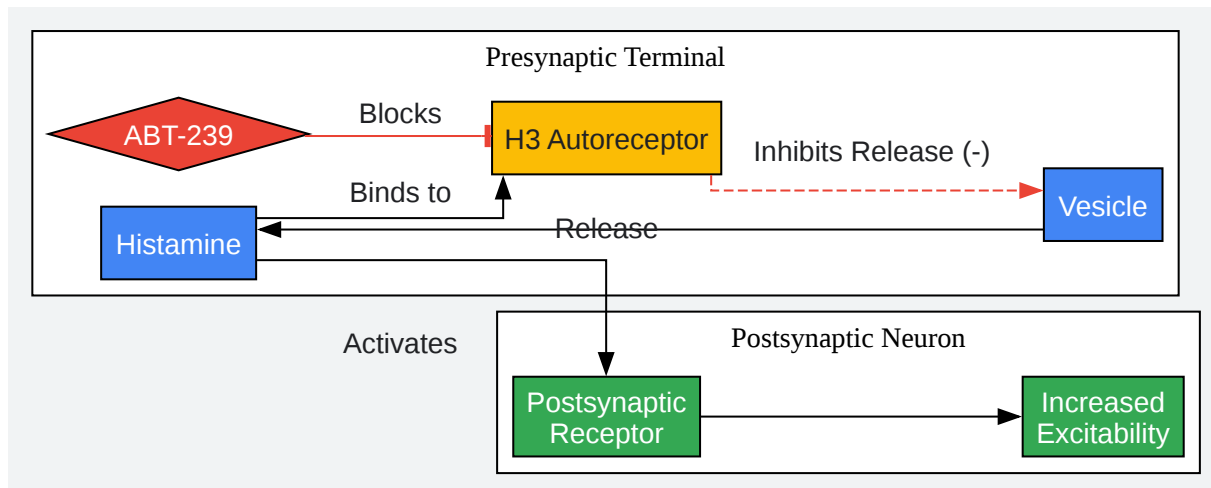 Presynaptic Terminal
ABT-239
Blocks
H3 Autoreceptor
Inhibits Release (-)
Binds to
Vesicle
Histamine
Release
Activates
Postsynaptic Neuron
Postsynaptic
Receptor
Increased
Excitability